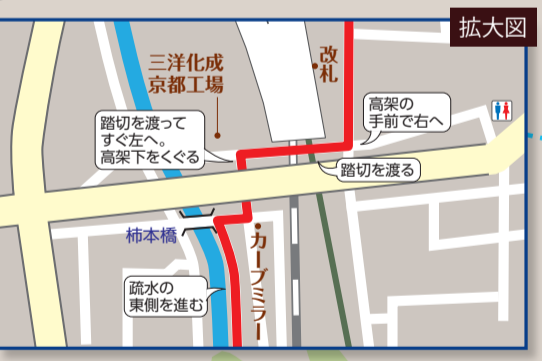 拡大図
三洋化成
京都工場
改札
高架の
手前で右へ
踏切を渡って
すぐ左へ。
高架下をくぐる
踏切を渡る
柿本橋
カーブミラー
疏水の
東側を進む